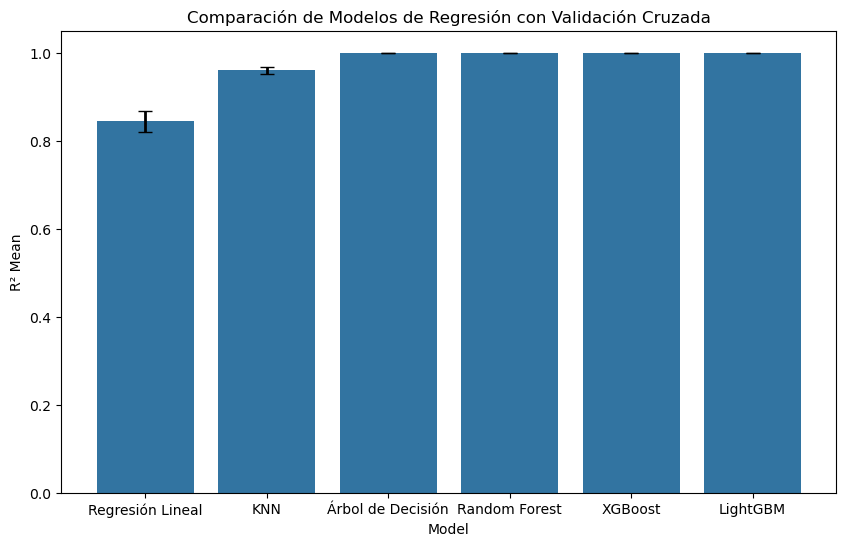 Comparación de Modelos de Regresión con Validación Cruzada
R² Mean
1.0
0.8
0.6
0.4
0.2
0.0
Regresión Lineal KNN Árbol de Decisión Random Forest XGBoost LightGBM
Model